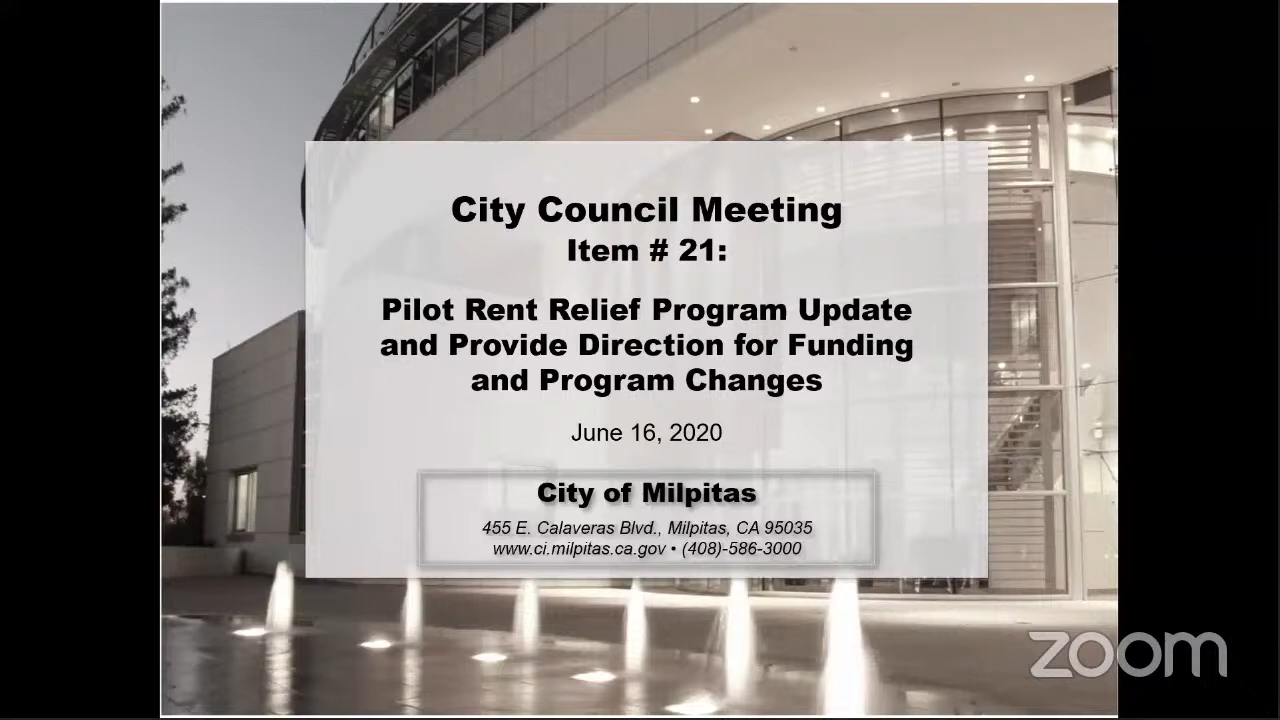 City Council Meeting
Item # 21:
Pilot Rent Relief Program Update
and Provide Direction for Funding
and Program Changes
June 16, 2020
City of Milpitas
455 E. Calaveras Blvd., Milpitas, CA 95035
www.ci.milpitas.ca.gov • (408)-586-3000
zoom